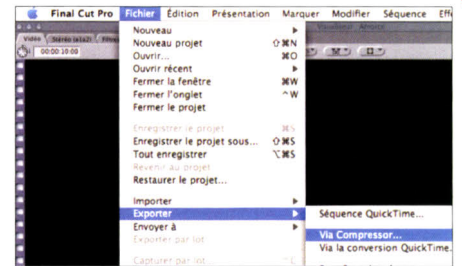 Final Cut Pro Fichier Édition Présentation Marquer Modifier Séquence
Vidéo Stéréo (a1a2)
00:00:10:00
Nouveau
Nouveau projet ⇧⌘N
Ouvrir... ⌘O
Ouvrir récent
Fermer la fenêtre ⌘W
Fermer l'onglet ^W
Fermer le projet
Enregistrer le projet ⌘S
Enregistrer le projet sous... ⇧⌘S
Tout enregistrer ⌥⌘S
Revenir au projet
Restaurer le projet...
Importer
Exporter
Séquence QuickTime...
Envoyer à
Via Compressor...
Exporter par lot
Via la conversion QuickTime.
Capturer par lot...